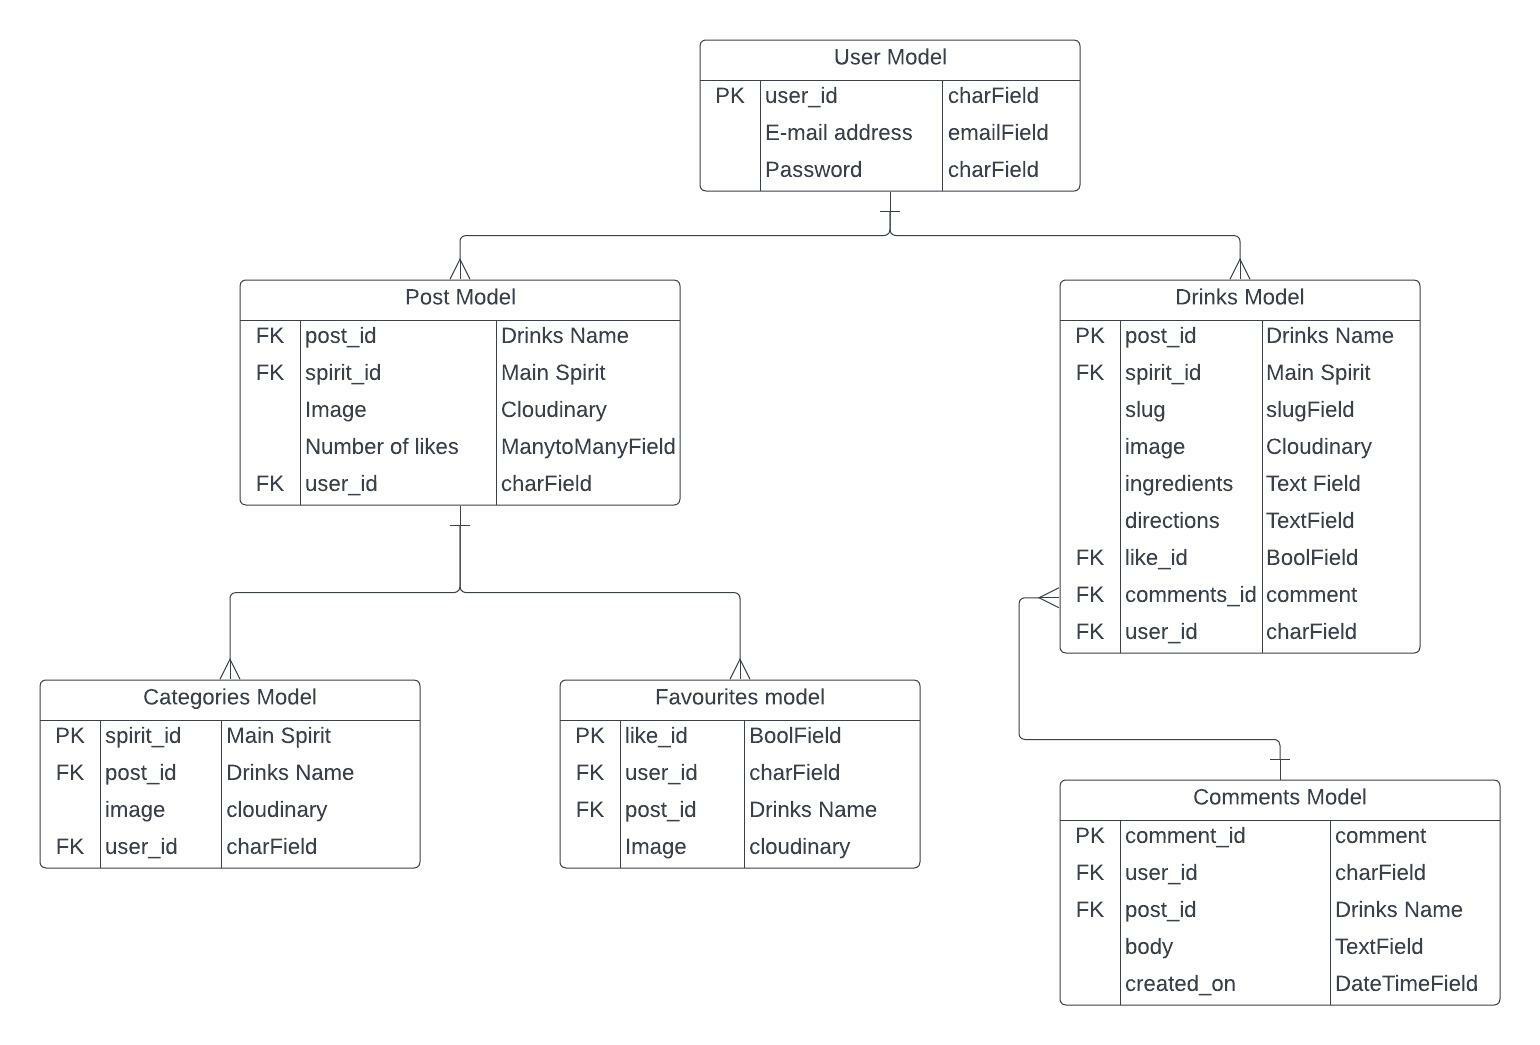 User Model
PK user_id charField
E-mail address emailField
Password charField
Post Model
FK post_id Drinks Name
FK spirit_id Main Spirit
Image Cloudinary
Number of likes ManytoManyField
FK user_id charField
Drinks Model
PK post_id Drinks Name
FK spirit_id Main Spirit
slug slugField
image Cloudinary
ingredients Text Field
directions TextField
FK like_id BoolField
FK comments_id comment
FK user_id charField
Categories Model
PK spirit_id Main Spirit
FK post_id Drinks Name
image cloudinary
FK user_id charField
Favourites model
PK like_id BoolField
FK user_id charField
FK post_id Drinks Name
Image cloudinary
Comments Model
PK comment_id comment
FK user_id charField
FK post_id Drinks Name
body TextField
created_on DateTimeField